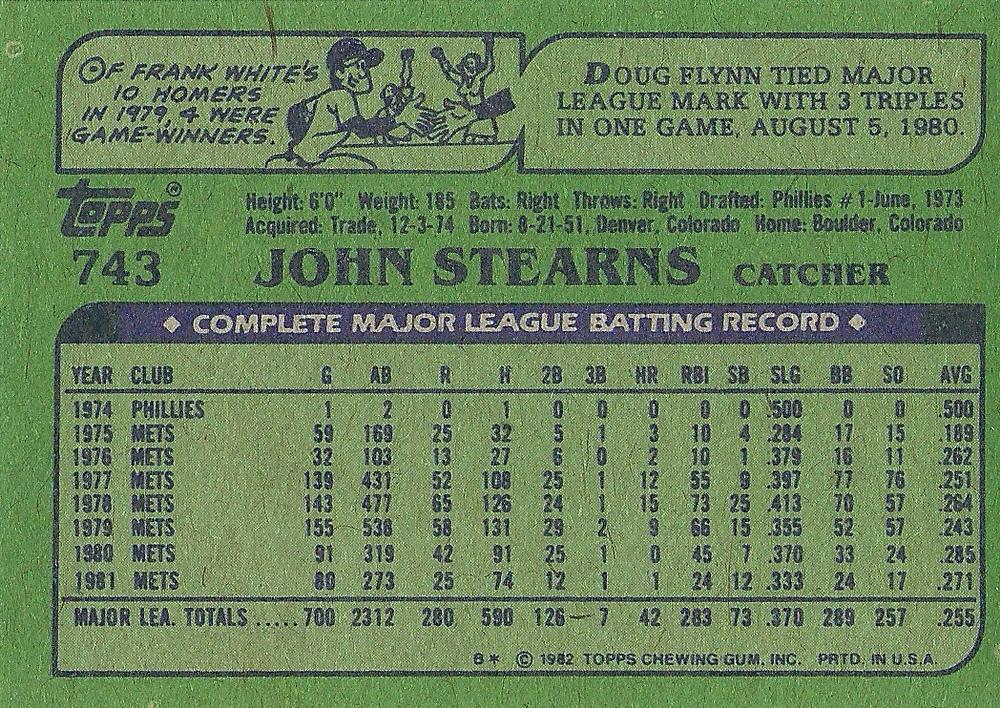 OF FRANK WHITE'S
10 HOMERS
IN 1979, 4 WERE
GAME-WINNERS.
DOUG FLYNN TIED MAJOR
LEAGUE MARK WITH 3 TRIPLES
IN ONE GAME, AUGUST 5, 1980.
Topps®
Height: 6'0" Weight: 185 Bats: Right Throws: Right Drafted: Phillies #1-June, 1973
Acquired: Trade, 12-3-74 Born: 8-21-51, Denver, Colorado Home: Boulder, Colorado
743 JOHN STEARNS CATCHER
◆ COMPLETE MAJOR LEAGUE BATTING RECORD ◆
YEAR CLUB G AB R H 2B 3B HR RBI SB SLG BB SO AVG
1974 PHILLIES 1 2 0 1 0 0 0 0 0 .500 0 0 .500
1975 METS 59 169 25 32 5 1 3 10 4 .284 17 15 .189
1976 METS 32 103 13 27 6 0 2 10 1 .379 16 11 .262
1977 METS 139 431 52 108 25 1 12 55 9 .397 77 76 .251
1978 METS 143 477 65 126 24 1 15 73 25 .413 70 57 .264
1979 METS 155 538 58 131 29 2 9 66 15 .355 52 57 .243
1980 METS 91 319 42 91 25 1 0 45 7 .370 33 24 .285
1981 METS 80 273 25 74 12 1 1 24 12 .333 24 17 .271
MAJOR LEA. TOTALS ..... 700 2312 280 590 126 7 42 283 73 .370 289 257 .255
B* © 1982 TOPPS CHEWING GUM, INC. PRTD. IN U.S.A.